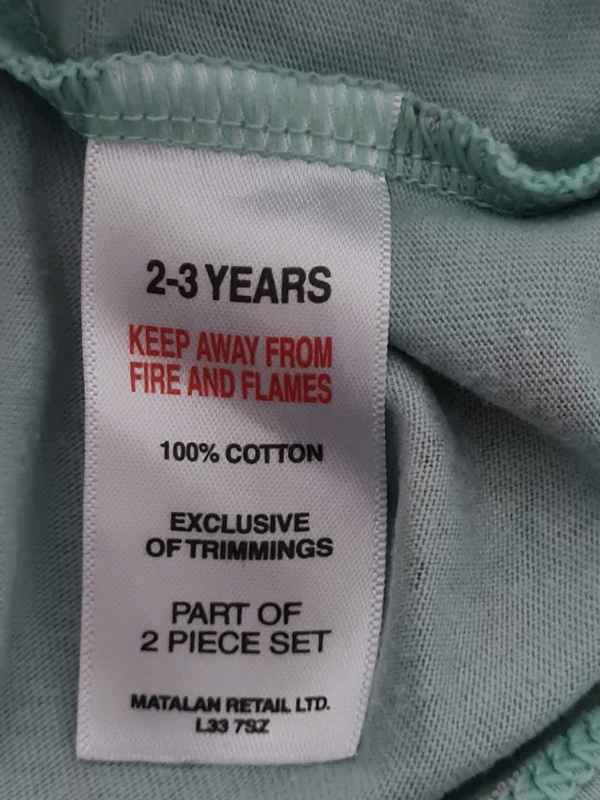 2-3 YEARS
KEEP AWAY FROM
FIRE AND FLAMES
100% COTTON
EXCLUSIVE
OF TRIMMINGS
PART OF
2 PIECE SET
MATALAN RETAIL LTD.
L33 7SZ